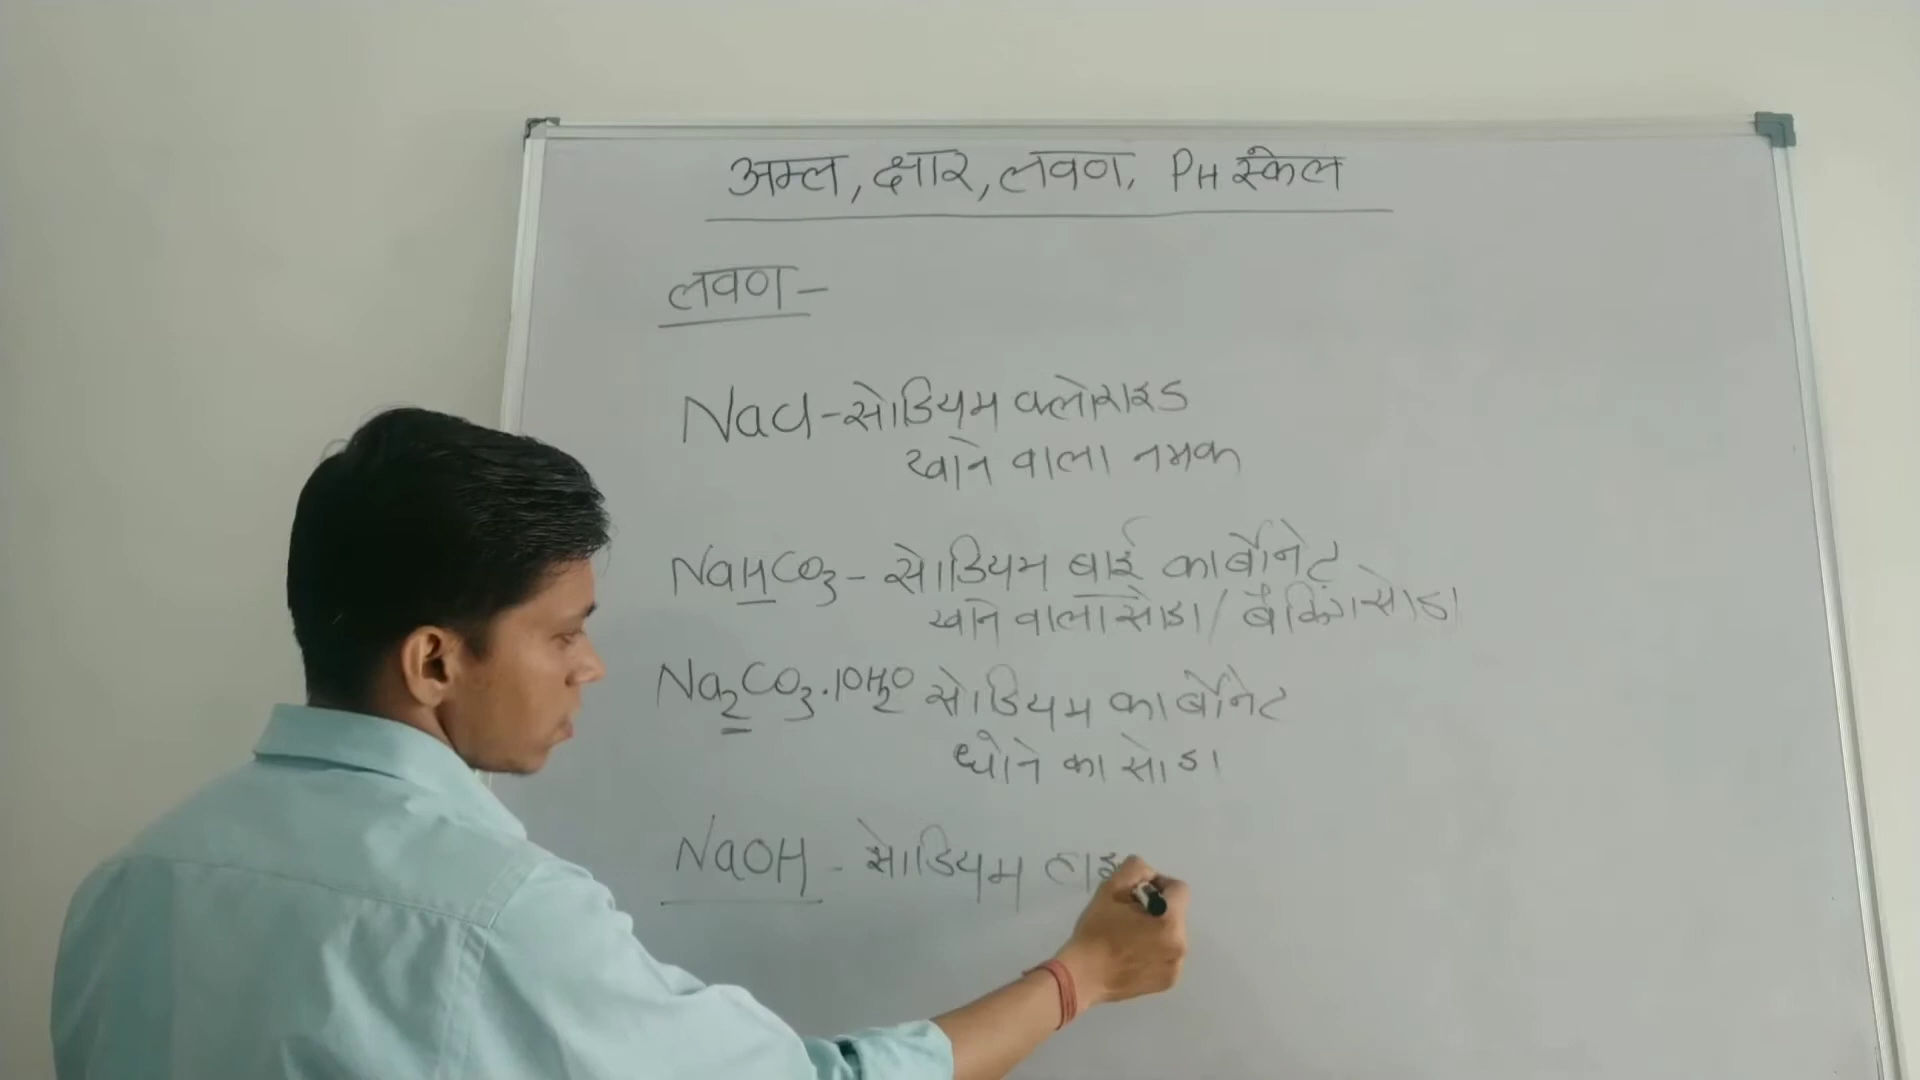 अम्ल, क्षार, लवण, PH स्केल
लवण -
NaCl - सोडियम क्लोराइड
खाने वाला नमक
NaHCO3 - सोडियम बाई कार्बोनेट
खाने वाला सोडा / बैकिंग सोडा
Na2CO3.10H2O सोडियम कार्बोनेट
धोने का सोडा
NaOH - सोडियम हाइ